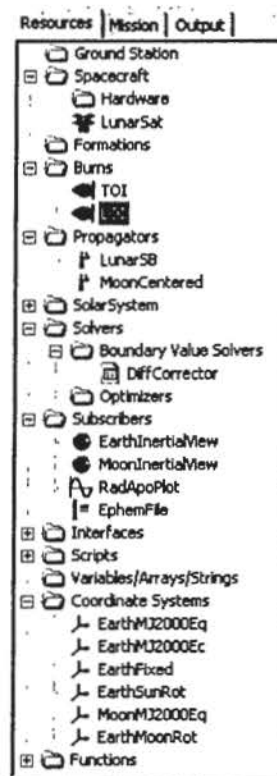 Resources Mission Output
Ground Station
Spacecraft
Hardware
LunarSat
Formations
Burns
TOI
Propagators
LunarSB
MoonCentered
SolarSystem
Solvers
Boundary Value Solvers
DiffCorrector
Optimizers
Subscribers
EarthInertialView
MoonInertialView
RadApoPlot
EphemFile
Interfaces
Scripts
Variables/Arrays/Strings
Coordinate Systems
EarthMJ2000Eq
EarthMJ2000Ec
EarthFixed
EarthSunRot
MoonMJ2000Eq
EarthMoonRot
Functions